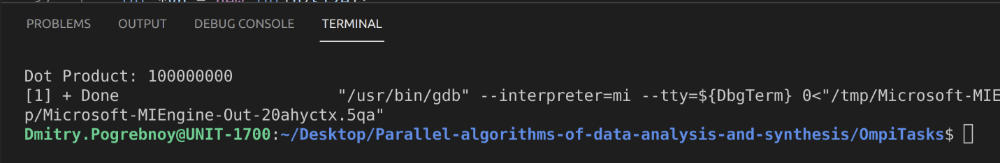 PROBLEMS OUTPUT DEBUG CONSOLE TERMINAL
Dot Product: 100000000
[1] + Done "/usr/bin/gdb" --interpreter=mi --tty=${DbgTerm} 0<"/tmp/Microsoft-MIE
p/Microsoft-MIEngine-Out-20ahyctx.5qa"
Dmitry.Pogrebnoy@UNIT-1700:~/Desktop/Parallel-algorithms-of-data-analysis-and-synthesis/OmpiTasks$